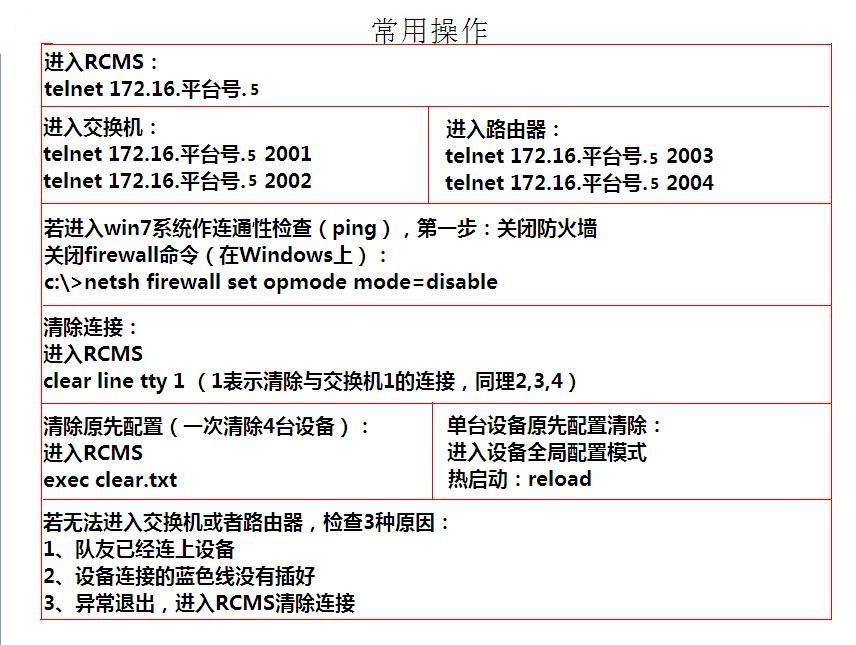 常用操作
进入RCMS：
telnet 172.16.平台号.5
进入交换机：
telnet 172.16.平台号.5 2001
telnet 172.16.平台号.5 2002
进入路由器：
telnet 172.16.平台号.5 2003
telnet 172.16.平台号.5 2004
若进入win7系统作连通性检查（ping），第一步：关闭防火墙
关闭firewall命令（在Windows上）：
c:\>netsh firewall set opmode mode=disable
清除连接：
进入RCMS
clear line tty 1 （1表示清除与交换机1的连接，同理2,3,4）
清除原先配置（一次清除4台设备）：
进入RCMS
exec clear.txt
单台设备原先配置清除：
进入设备全局配置模式
热启动：reload
若无法进入交换机或者路由器，检查3种原因：
1、队友已经连上设备
2、设备连接的蓝色线没有插好
3、异常退出，进入RCMS清除连接